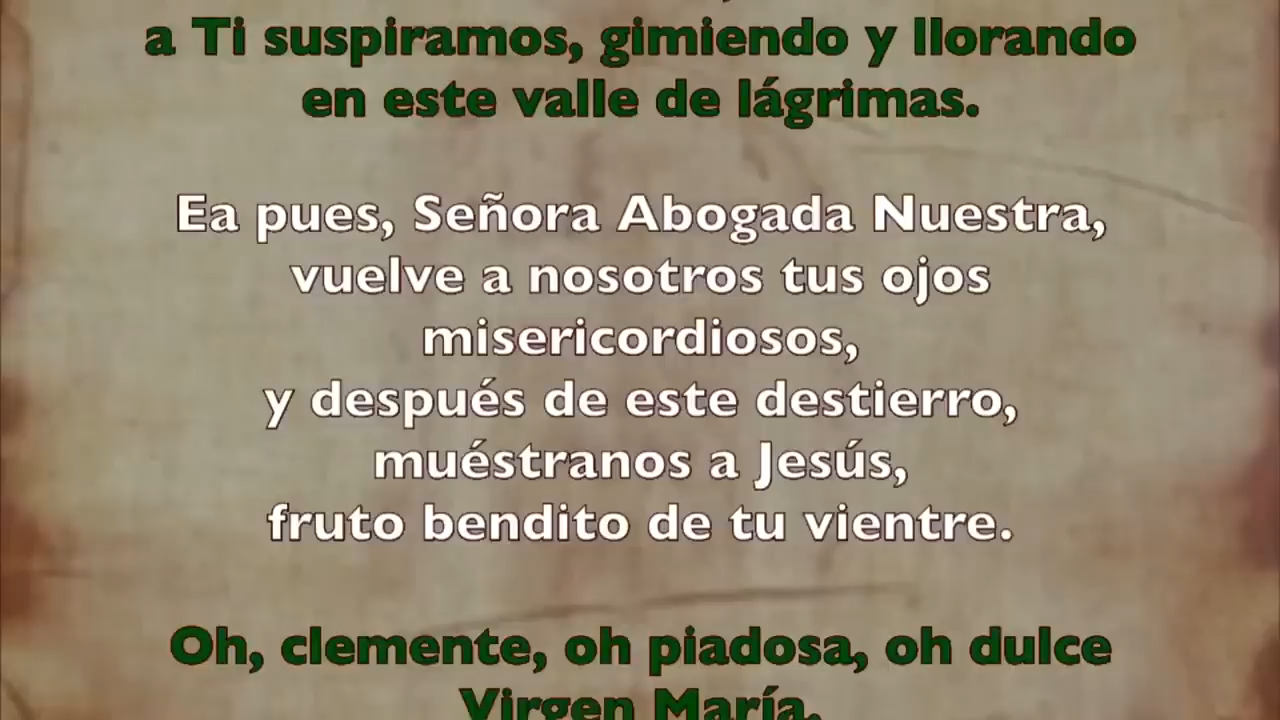 a Ti suspiramos, gimiendo y llorando
en este valle de lágrimas.
Ea pues, Señora Abogada Nuestra,
vuelve a nosotros tus ojos
misericordiosos,
y después de este destierro,
muéstranos a Jesús,
fruto bendito de tu vientre.
Oh, clemente, oh piadosa, oh dulce
Virgen María.